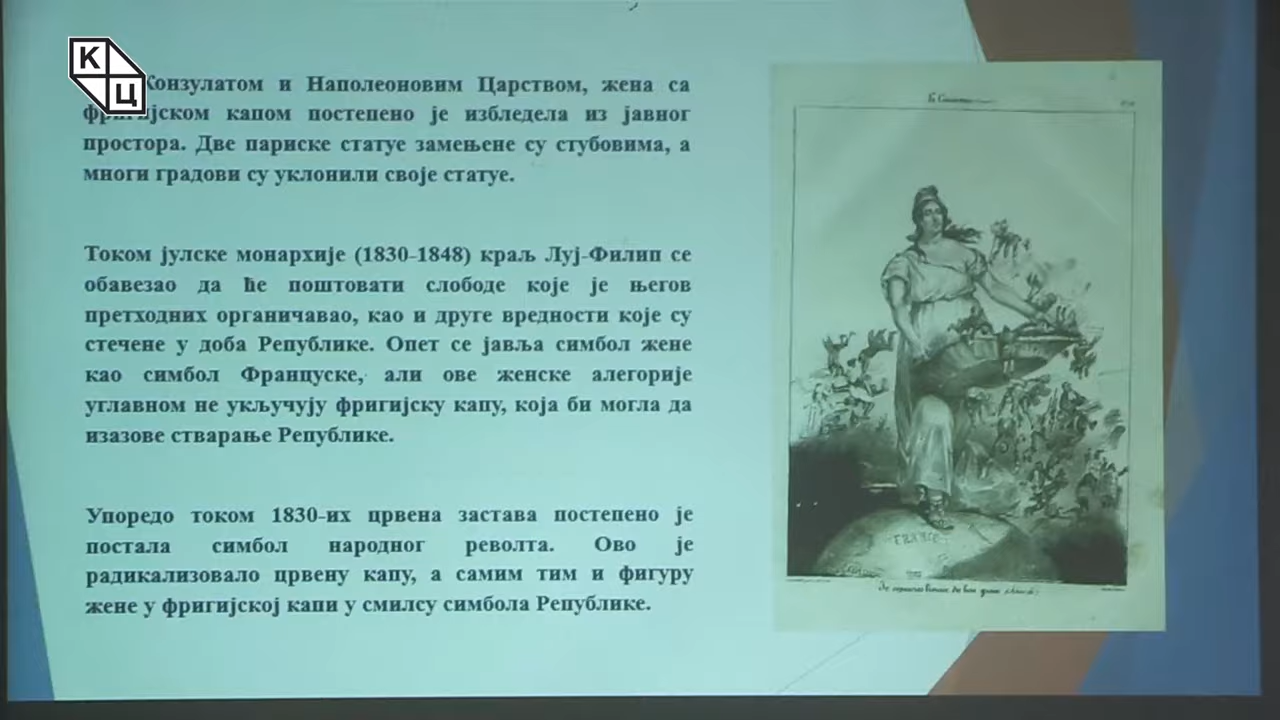 К
Ц
Конзулатом и Наполеоновим Царством, жена са
фригијском капом постепено је избледела из јавног
простора. Две париске статуе замењене су стубовима, а
многи градови су уклонили своје статуе.
Током јулске монархије (1830-1848) краљ Луј-Филип се
обавезао да ће поштовати слободе које је његов
претходних органичавао, као и друге вредности које су
стечене у доба Републике. Опет се јавља симбол жене
као симбол Француске, али ове женске алегорије
углавном не укључују фригијску капу, која би могла да
изазове стварање Републике.
Упоредо током 1830-их црвена застава постепено је
постала симбол народног револта. Ово је
радикализовало црвену капу, а самим тим и фигуру
жене у фригијској капи у смилсу симбола Републике.
FRANCE